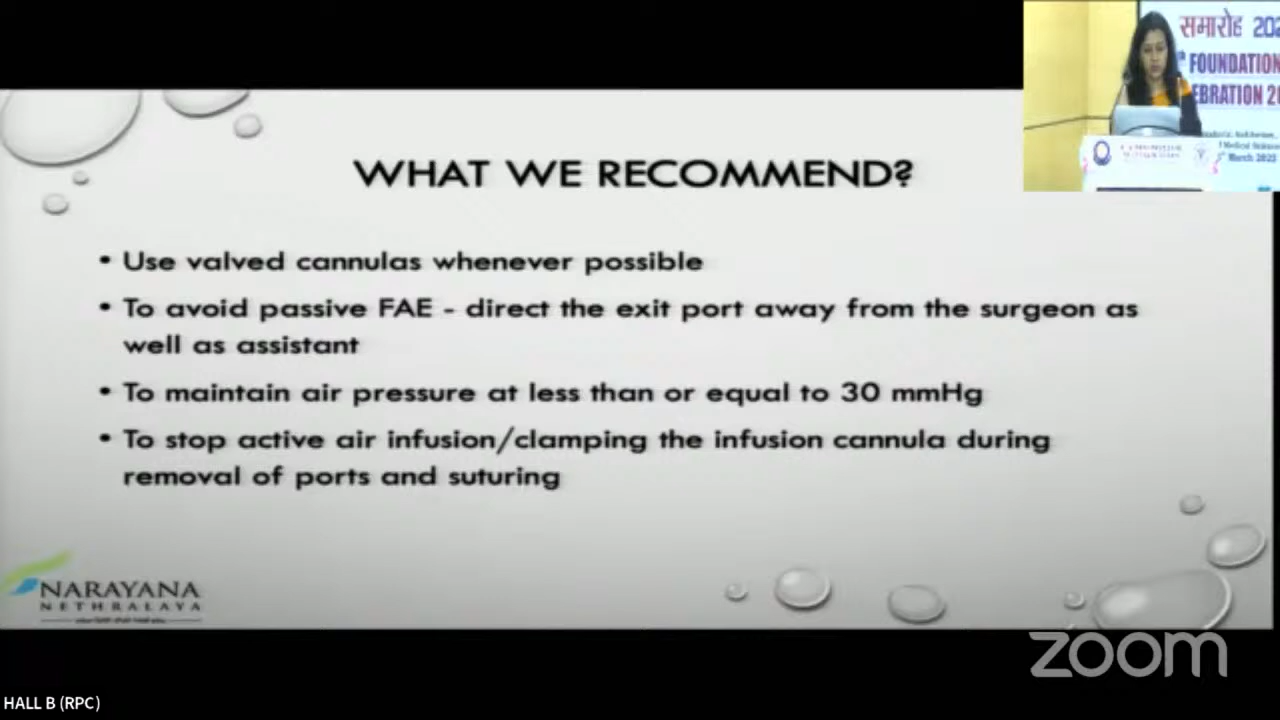 समारोह 202
FOUNDATION
EBRATION 20
March 2022
WHAT WE RECOMMEND?
• Use valved cannulas whenever possible
• To avoid passive FAE - direct the exit port away from the surgeon as
well as assistant
• To maintain air pressure at less than or equal to 30 mmHg
• To stop active air infusion/clamping the infusion cannula during
removal of ports and suturing
NARAYANA
NETHRALAYA
zoom
HALL B (RPC)